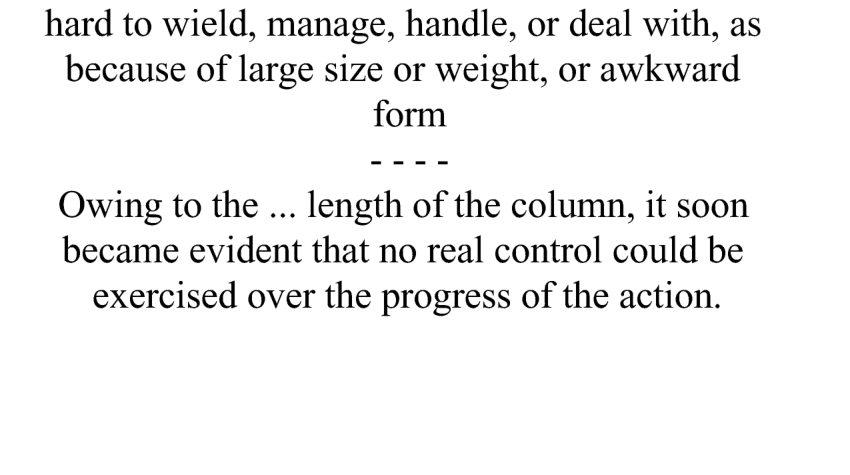 hard to wield, manage, handle, or deal with, as
because of large size or weight, or awkward
form
- - - -
Owing to the ... length of the column, it soon
became evident that no real control could be
exercised over the progress of the action.